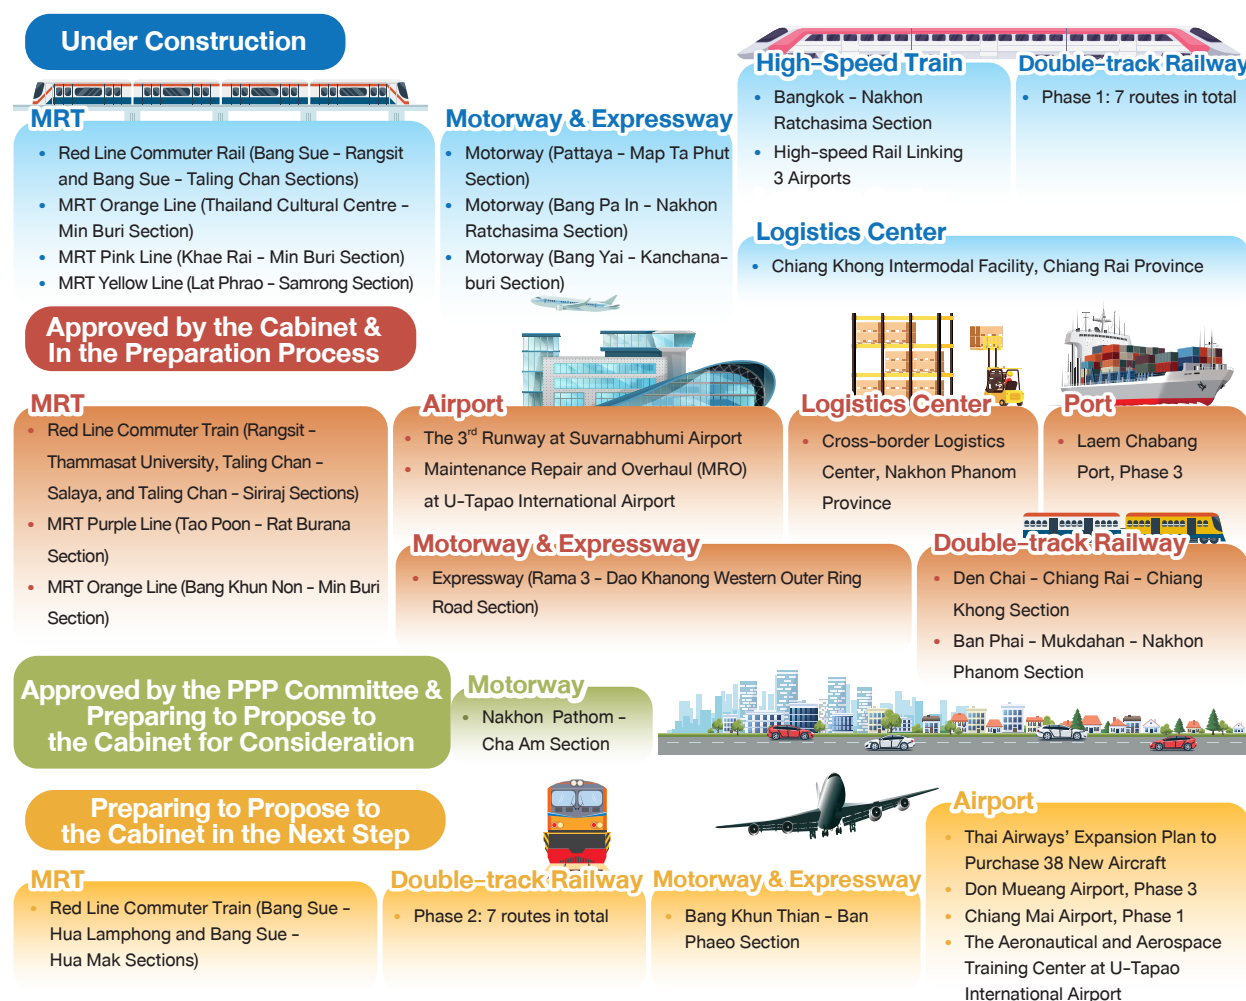 Under Construction
MRT
• Red Line Commuter Rail (Bang Sue – Rangsit
and Bang Sue – Taling Chan Sections)
• MRT Orange Line (Thailand Cultural Centre –
Min Buri Section)
• MRT Pink Line (Khae Rai – Min Buri Section)
• MRT Yellow Line (Lat Phrao – Samrong Section)
Motorway & Expressway
• Motorway (Pattaya – Map Ta Phut
Section)
• Motorway (Bang Pa In – Nakhon
Ratchasima Section)
• Motorway (Bang Yai – Kanchana-
buri Section)
High-Speed Train
• Bangkok – Nakhon
Ratchasima Section
• High-speed Rail Linking
3 Airports
Double-track Railway
• Phase 1: 7 routes in total
Logistics Center
• Chiang Khong Intermodal Facility, Chiang Rai Province
Approved by the Cabinet &
In the Preparation Process
MRT
• Red Line Commuter Train (Rangsit –
Thammasat University, Taling Chan –
Salaya, and Taling Chan – Siriraj Sections)
• MRT Purple Line (Tao Poon – Rat Burana
Section)
• MRT Orange Line (Bang Khun Non – Min Buri
Section)
Airport
• The 3rd Runway at Suvarnabhumi Airport
• Maintenance Repair and Overhaul (MRO)
at U-Tapao International Airport
Logistics Center
• Cross-border Logistics
Center, Nakhon Phanom
Province
Port
• Laem Chabang
Port, Phase 3
Motorway & Expressway
• Expressway (Rama 3 – Dao Khanong Western Outer Ring
Road Section)
Double-track Railway
• Den Chai – Chiang Rai – Chiang
Khong Section
• Ban Phai – Mukdahan – Nakhon
Phanom Section
Approved by the PPP Committee &
Preparing to Propose to
the Cabinet for Consideration
Motorway
• Nakhon Pathom –
Cha Am Section
Preparing to Propose to
the Cabinet in the Next Step
MRT
• Red Line Commuter Train (Bang Sue –
Hua Lamphong and Bang Sue –
Hua Mak Sections)
Double-track Railway
• Phase 2: 7 routes in total
Motorway & Expressway
• Bang Khun Thian – Ban
Phaeo Section
Airport
• Thai Airways' Expansion Plan to
Purchase 38 New Aircraft
• Don Mueang Airport, Phase 3
• Chiang Mai Airport, Phase 1
• The Aeronautical and Aerospace
Training Center at U-Tapao
International Airport